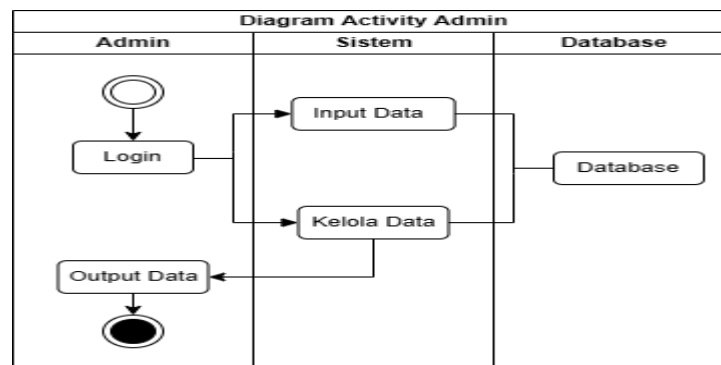 Diagram Activity Admin
Admin
Sistem
Database
Input Data
Login
Database
Kelola Data
Output Data